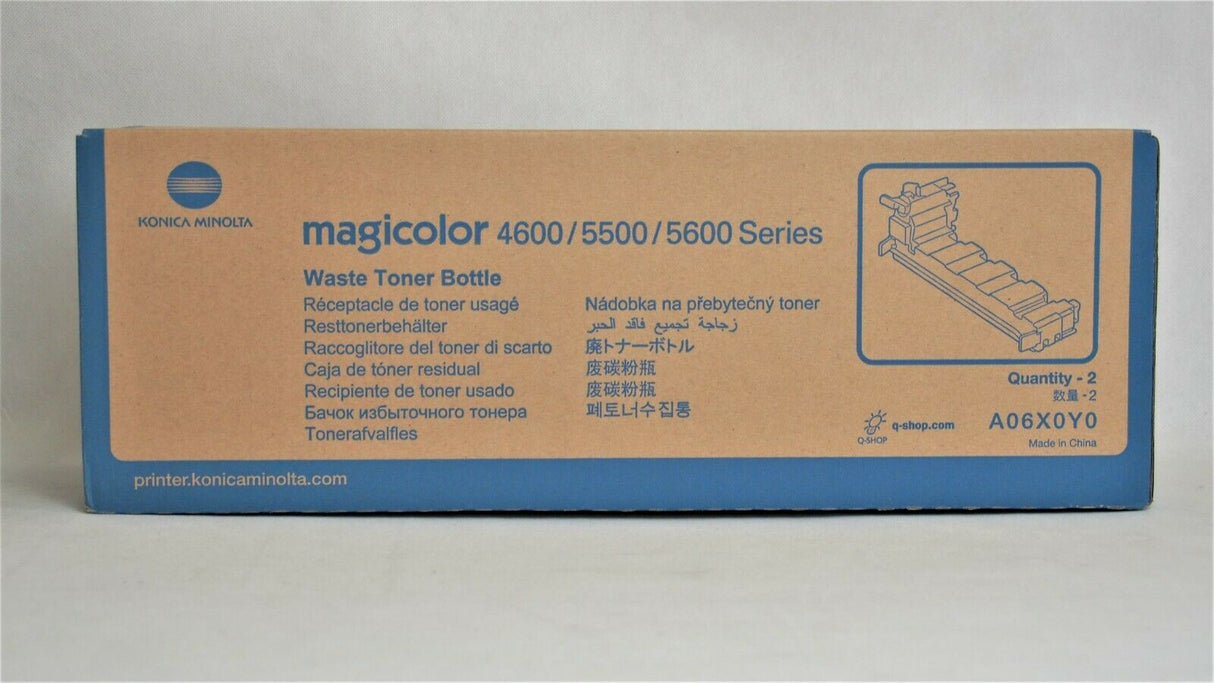 KONICA MINOLTA
magicolor 4600/5500/5600 Series
Waste Toner Bottle
Réceptacle de toner usagé
Resttonerbehälter
Raccoglitore del toner di scarto
Caja de tóner residual
Recipiente de toner usado
Бачок избыточного тонера
Tonerafvalfles
Nádobka na přebytečný toner
زجاجة تجميع فاقد الحبر
廃トナーボトル
废碳粉瓶
废碳粉瓶
폐토너수집통
Quantity - 2
数量 - 2
Q-SHOP
q-shop.com
A06X0Y0
Made in China
printer.konicaminolta.com